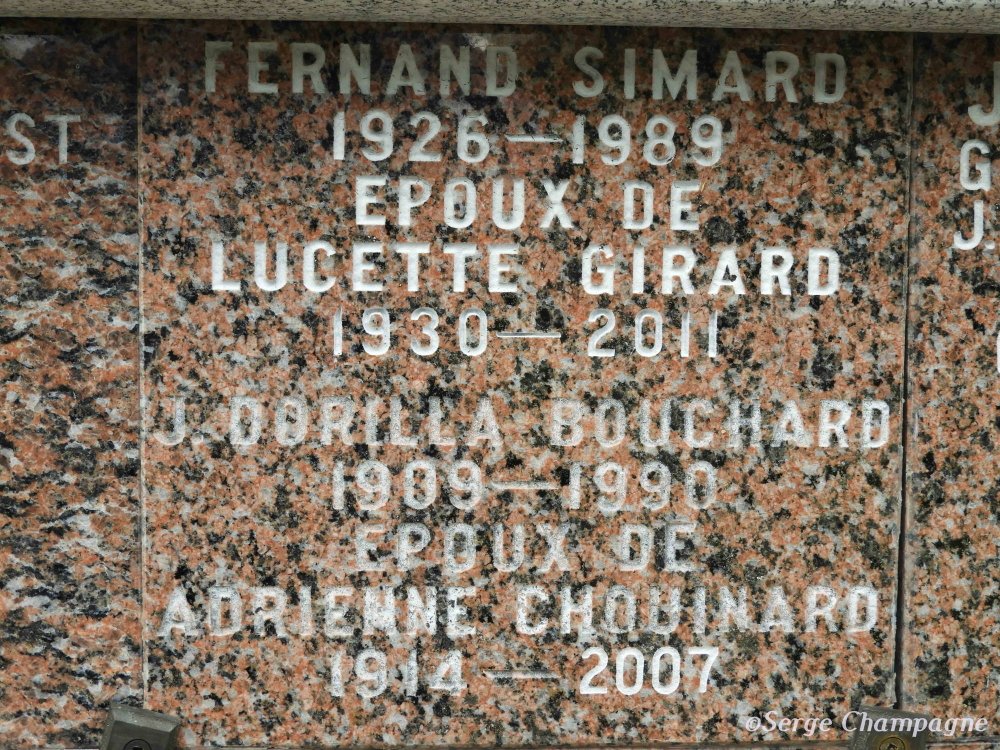 FERNAND SIMARD
1926 — 1989
EPOUX DE
LUCETTE GIRARD
1930 — 2011
J. DORILLA BOUCHARD
1909 — 1990
EPOUX DE
ADRIENNE CHOUINARD
1914 — 2007
ST
J
G
J.
©Serge Champagne